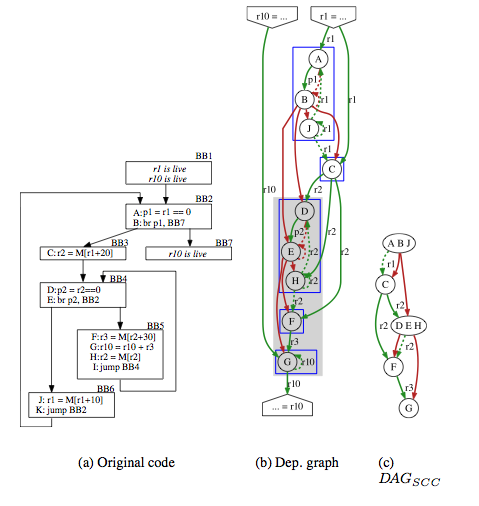 r10 = ...
r1 = ...
r1
A
p1
B
r1
r1
J
r1
r1
C
r10
r2
D
p2
r2
r2
E
r2
H
r2
F
r3
G
r10
r10
... = r10
BB1
r1 is live
r10 is live
BB2
A: p1 = r1 == 0
B: br p1, BB7
BB3
C: r2 = M[r1+20]
BB7
r10 is live
BB4
D: p2 = r2==0
E: br p2, BB2
BB5
F: r3 = M[r2+30]
G: r10 = r10 + r3
H: r2 = M[r2]
I: jump BB4
BB6
J: r1 = M[r1+10]
K: jump BB2
A B J
r1
C
r2
r2
D E H
r2
F
r3
G
(a) Original code
(b) Dep. graph
(c)
DAG_SCC